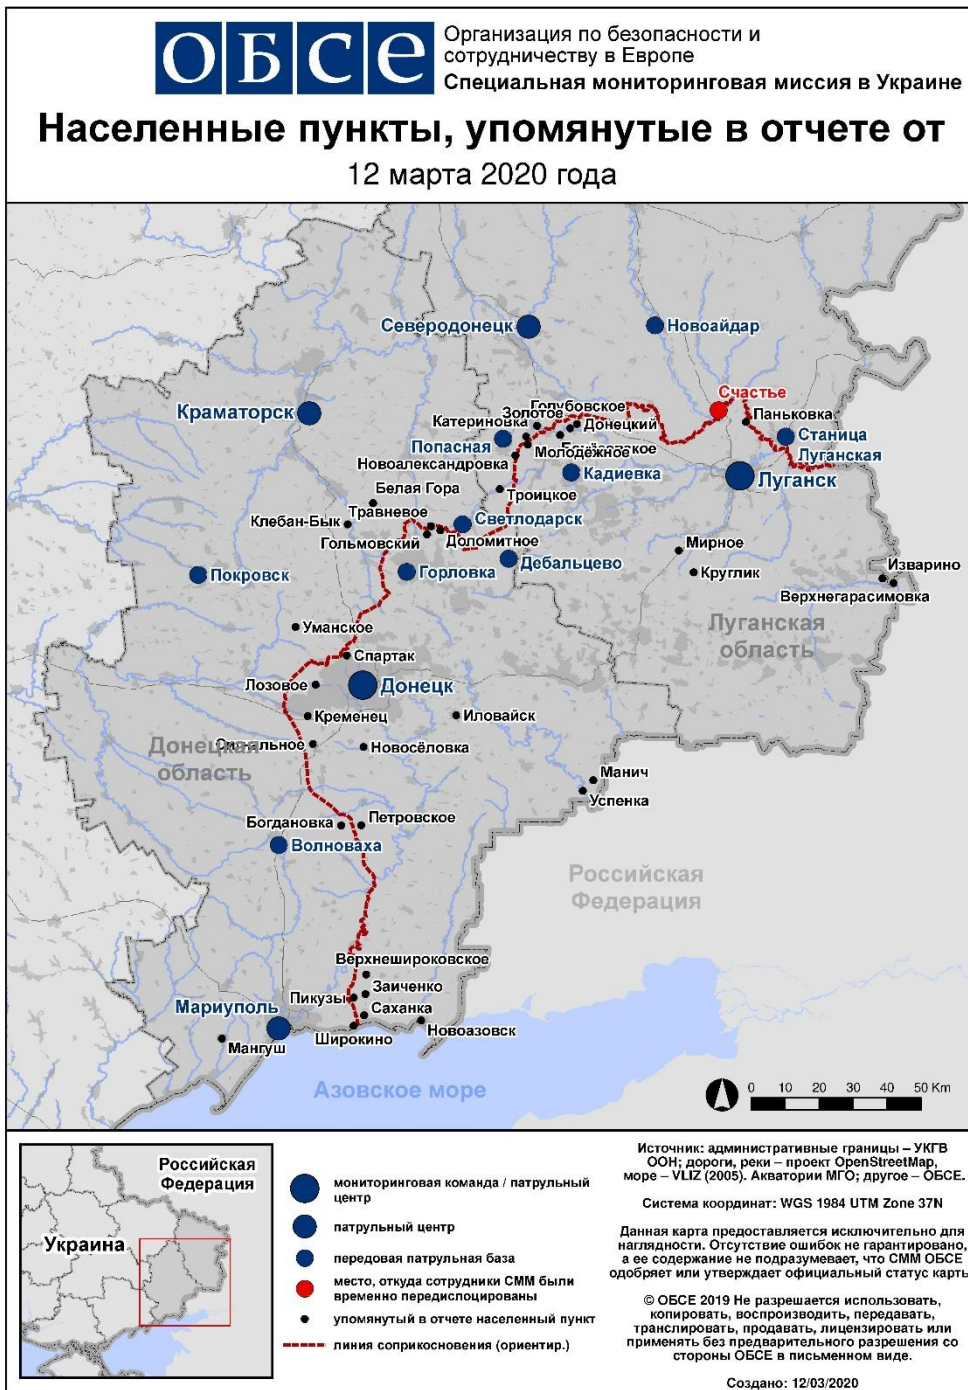 ОБСЕ
Организация по безопасности и
сотрудничеству в Европе
Специальная мониторинговая миссия в Украине
Населенные пункты, упомянутые в отчете от
12 марта 2020 года
Северодонецк
Новоайдар
Счастье
Краматорск
Голубовское
Золотое
Катериновка
Донецкий
Паньковка
Станица
Луганская
Попасная
Молодёжное
Новоалександровка
Кадиевка
Луганск
Троицкое
Белая Гора
Травневое
Клебан-Бык
Светлодарск
Гольмовский
Доломитное
Мирное
Дебальцево
Горловка
Покровск
Круглик
Изварино
Верхнегарасимовка
Уманское
Луганская
область
Спартак
Лозовое
Донецк
Кременец
Иловайск
Донецкая
область
Новосёловка
Манич
Успенка
Богдановка
Петровское
Волноваха
Российская
Федерация
Верхнешироковское
Заиченко
Пикузы
Саханка
Мариуполь
Широкино
Новоазовск
Мангуш
Азовское море
0 10 20 30 40 50 Км
Российская
Федерация
Украина
мониторинговая команда / патрульный
центр
патрульный центр
передовая патрульная база
место, откуда сотрудники СММ были
временно передислоцированы
упомянутый в отчете населенный пункт
линия соприкосновения (ориентир.)
Источник: административные границы – УКГВ
ООН; дороги, реки – проект OpenStreetMap,
море – VLIZ (2005). Акватории МГО; другое – ОБСЕ.
Система координат: WGS 1984 UTM Zone 37N
Данная карта предоставляется исключительно для
наглядности. Отсутствие ошибок не гарантировано,
а ее содержание не подразумевает, что СММ ОБСЕ
одобряет или утверждает официальный статус карты
© ОБСЕ 2019 Не разрешается использовать,
копировать, воспроизводить, передавать,
транслировать, продавать, лицензировать или
применять без предварительного разрешения со
стороны ОБСЕ в письменном виде.
Создано: 12/03/2020